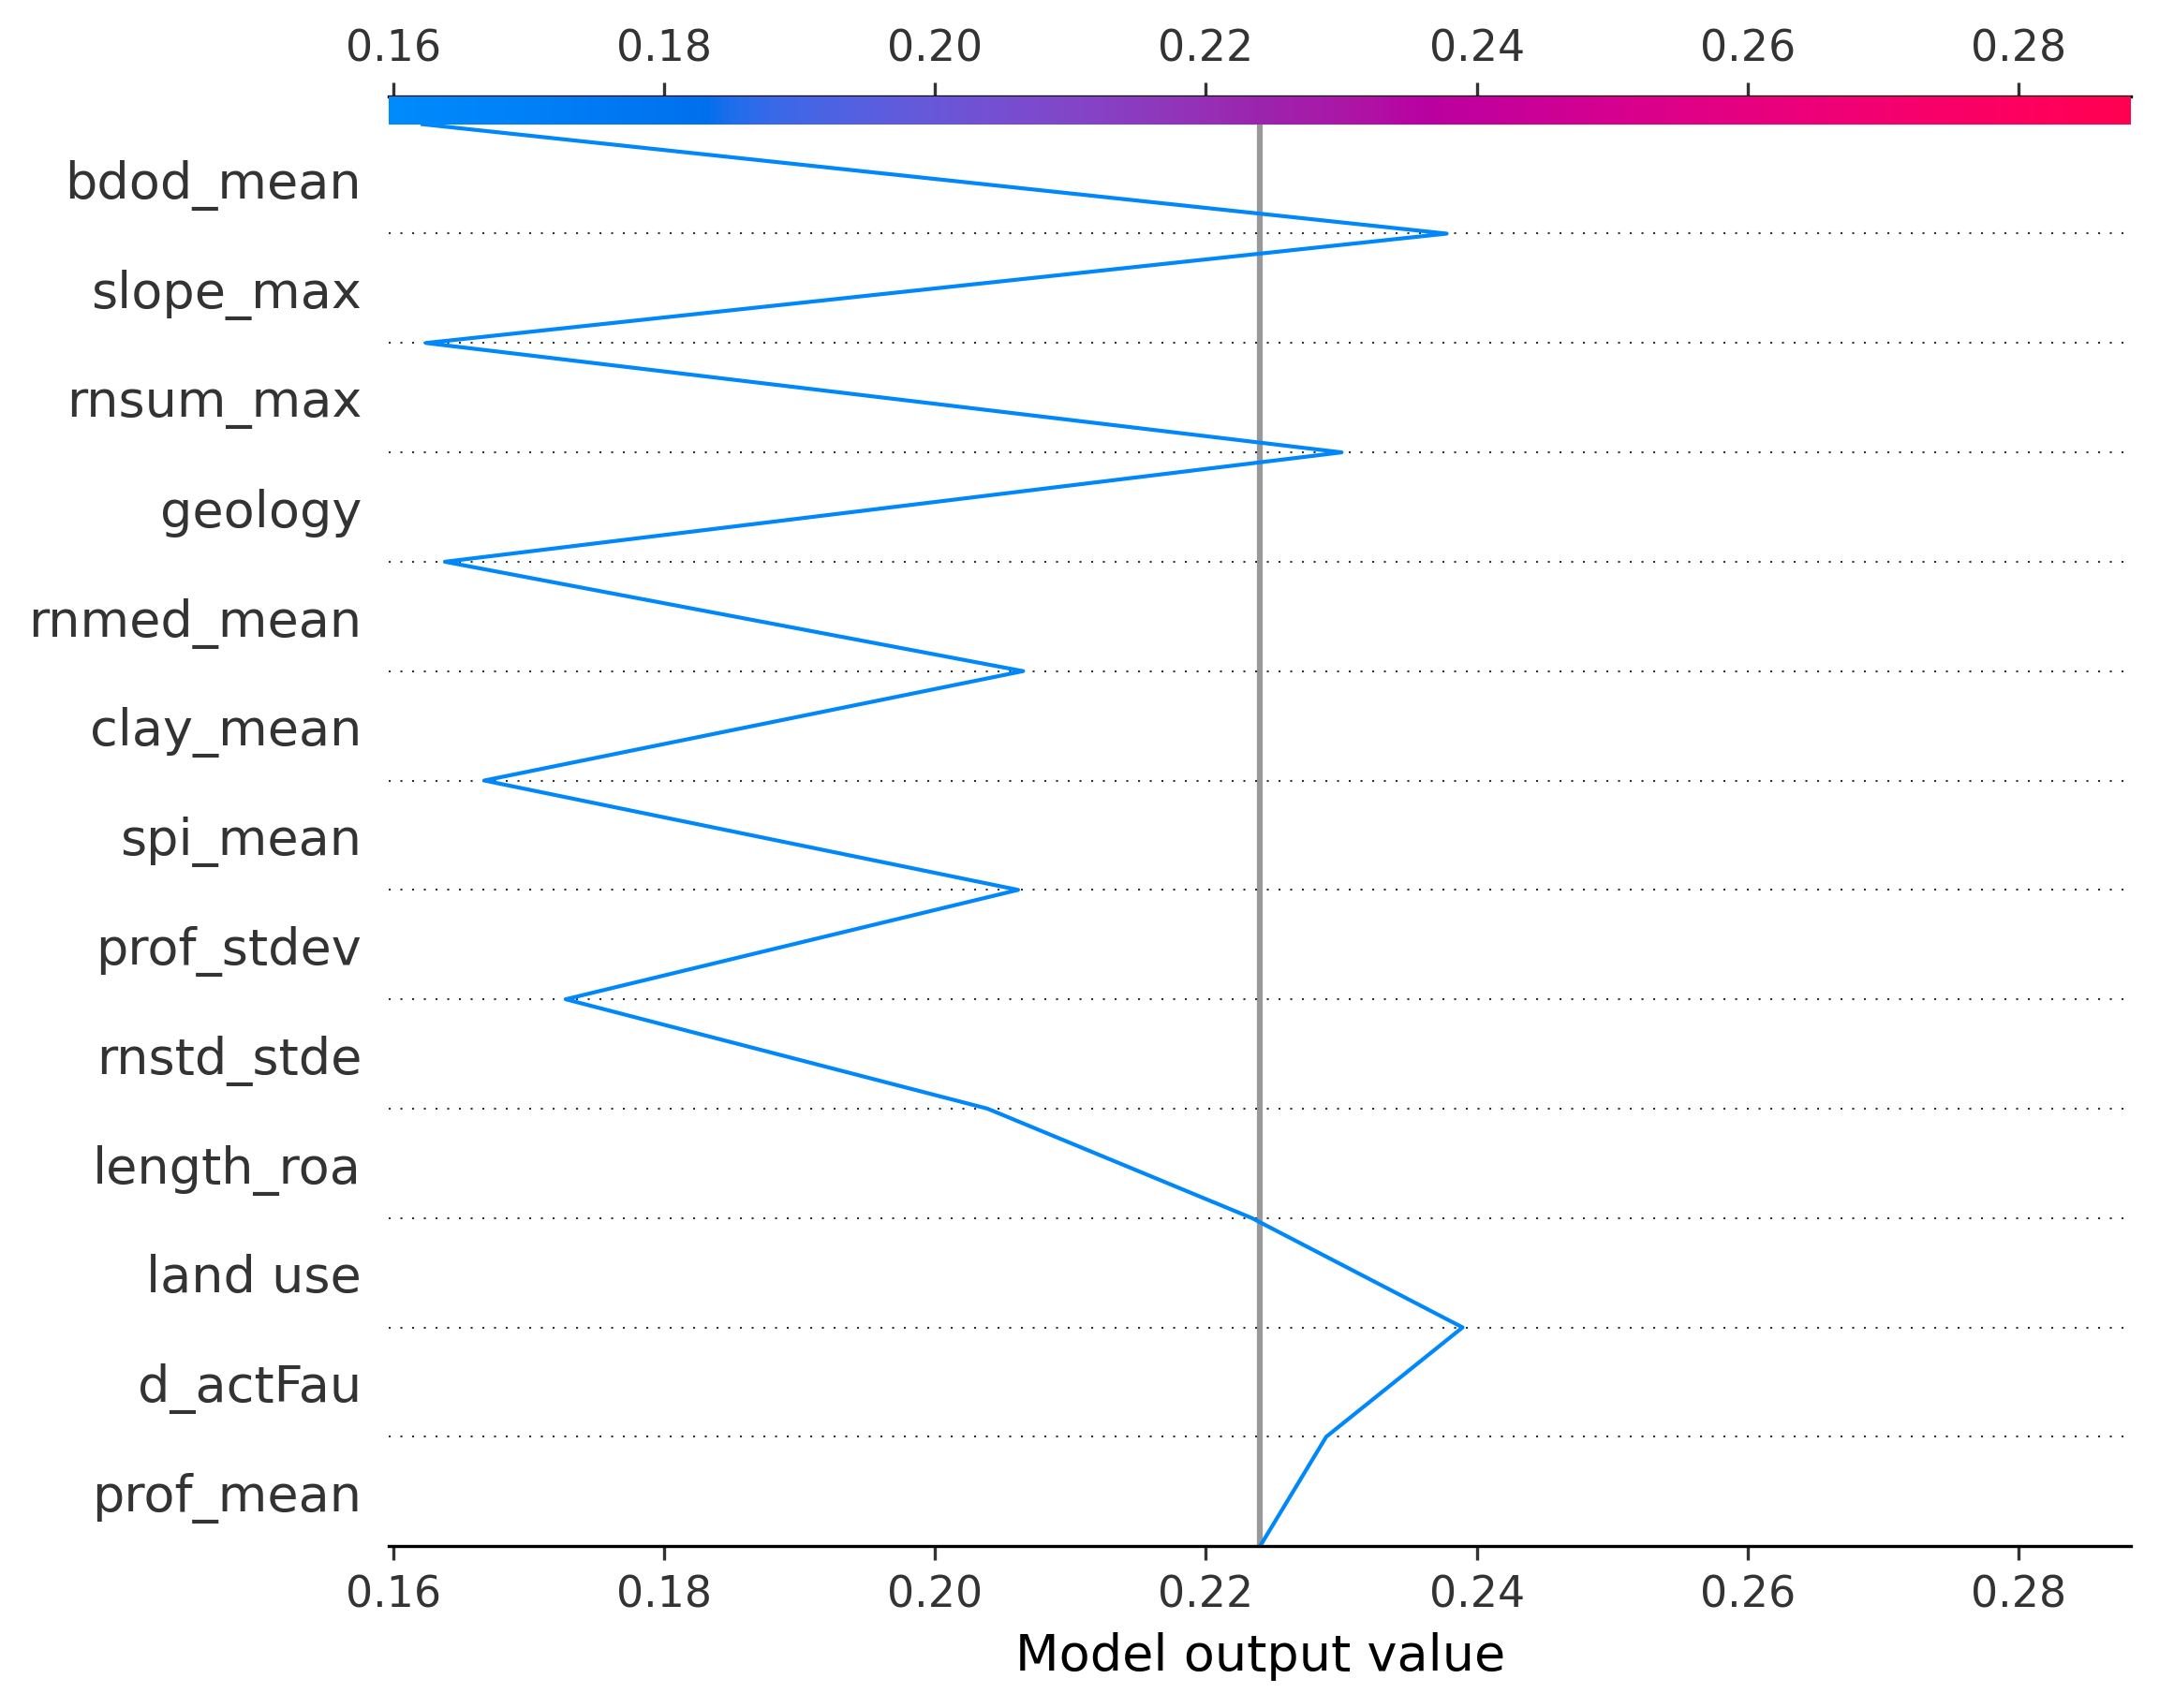 0.16 0.18 0.20 0.22 0.24 0.26 0.28
bdod_mean
slope_max
rnsum_max
geology
rnmed_mean
clay_mean
spi_mean
prof_stdev
rnstd_stde
length_roa
land use
d_actFau
prof_mean
0.16 0.18 0.20 0.22 0.24 0.26 0.28
Model output value